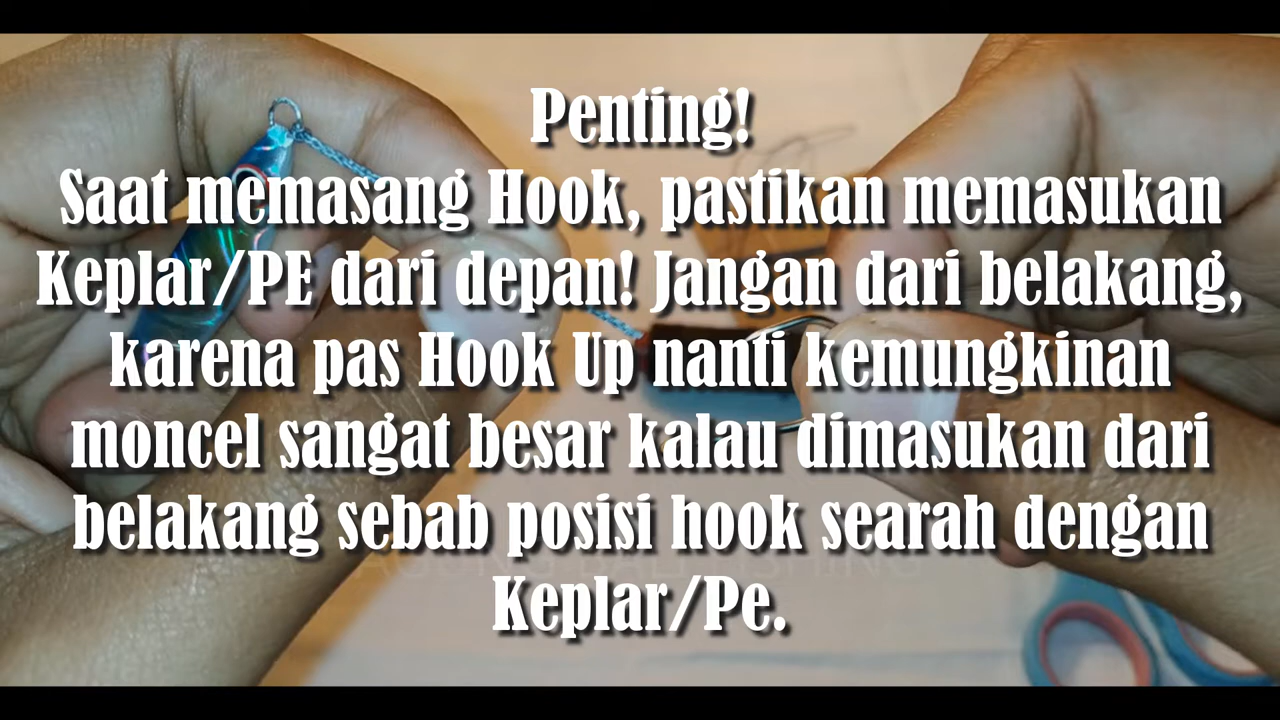 Penting!
Saat memasang Hook, pastikan memasukan
Keplar/PE dari depan! Jangan dari belakang,
karena pas Hook Up nanti kemungkinan
moncel sangat besar kalau dimasukan dari
belakang sebab posisi hook searah dengan
Keplar/Pe.